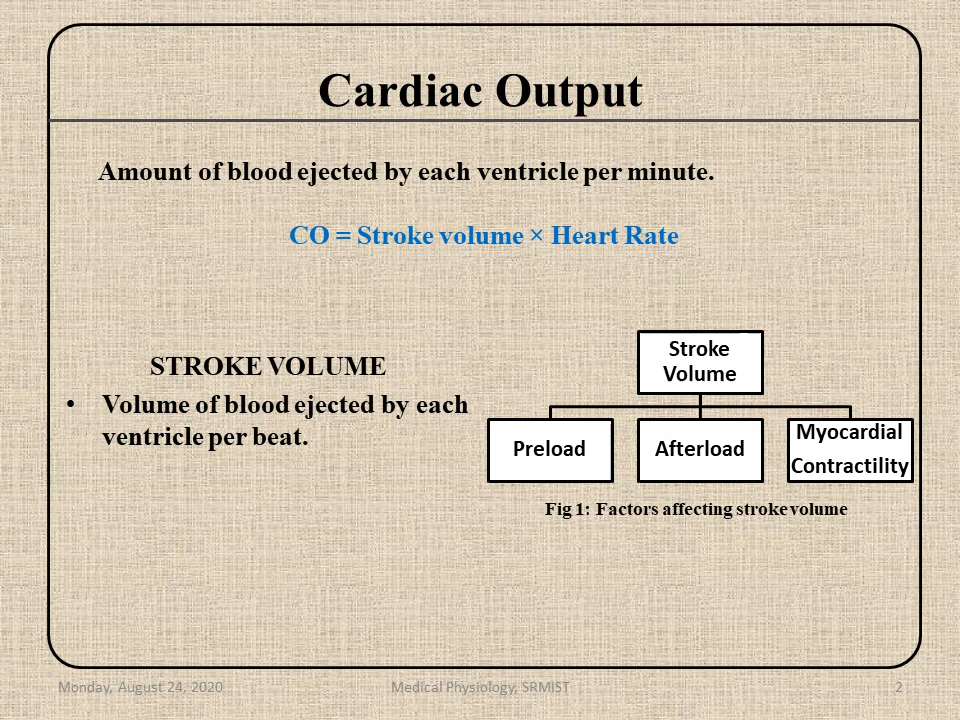 Cardiac Output
Amount of blood ejected by each ventricle per minute.
CO = Stroke volume × Heart Rate
STROKE VOLUME
• Volume of blood ejected by each
ventricle per beat.
Stroke
Volume
Preload
Afterload
Myocardial
Contractility
Fig 1: Factors affecting stroke volume
Monday, August 24, 2020
Medical Physiology, SRMIST
2